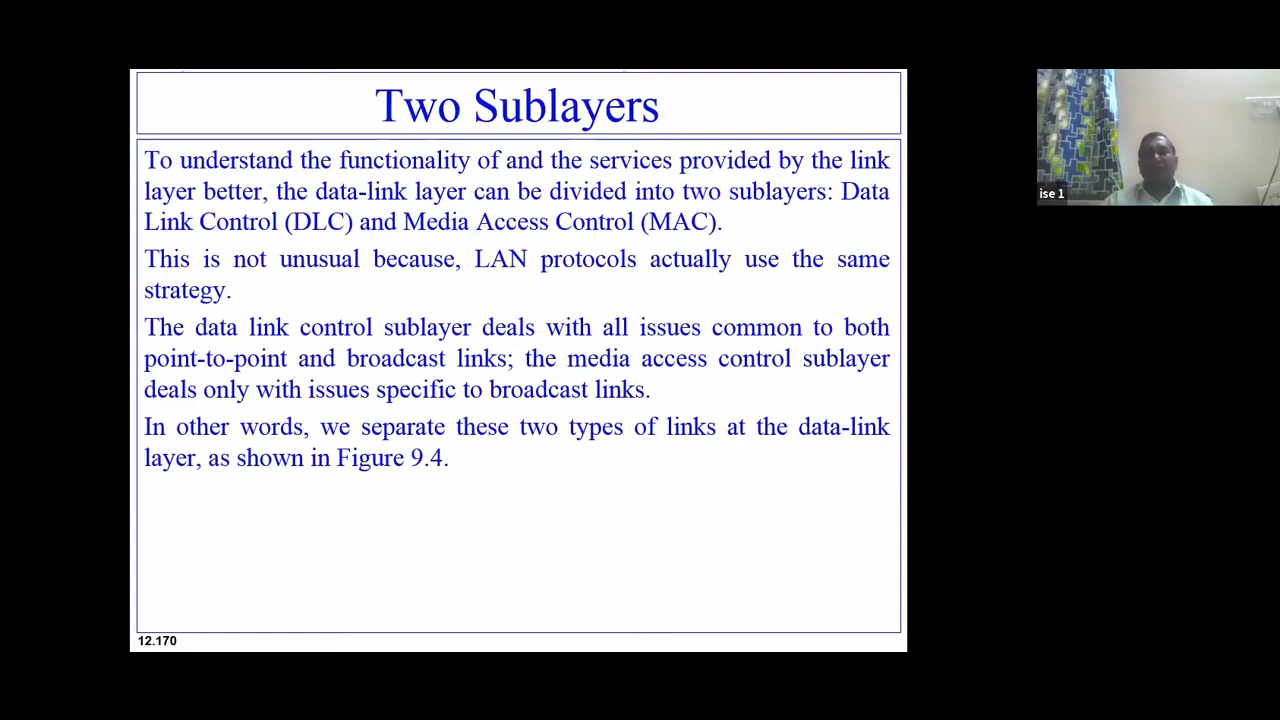 Two Sublayers
To understand the functionality of and the services provided by the link
layer better, the data-link layer can be divided into two sublayers: Data
Link Control (DLC) and Media Access Control (MAC).
This is not unusual because, LAN protocols actually use the same
strategy.
The data link control sublayer deals with all issues common to both
point-to-point and broadcast links; the media access control sublayer
deals only with issues specific to broadcast links.
In other words, we separate these two types of links at the data-link
layer, as shown in Figure 9.4.
12.170
ise 1